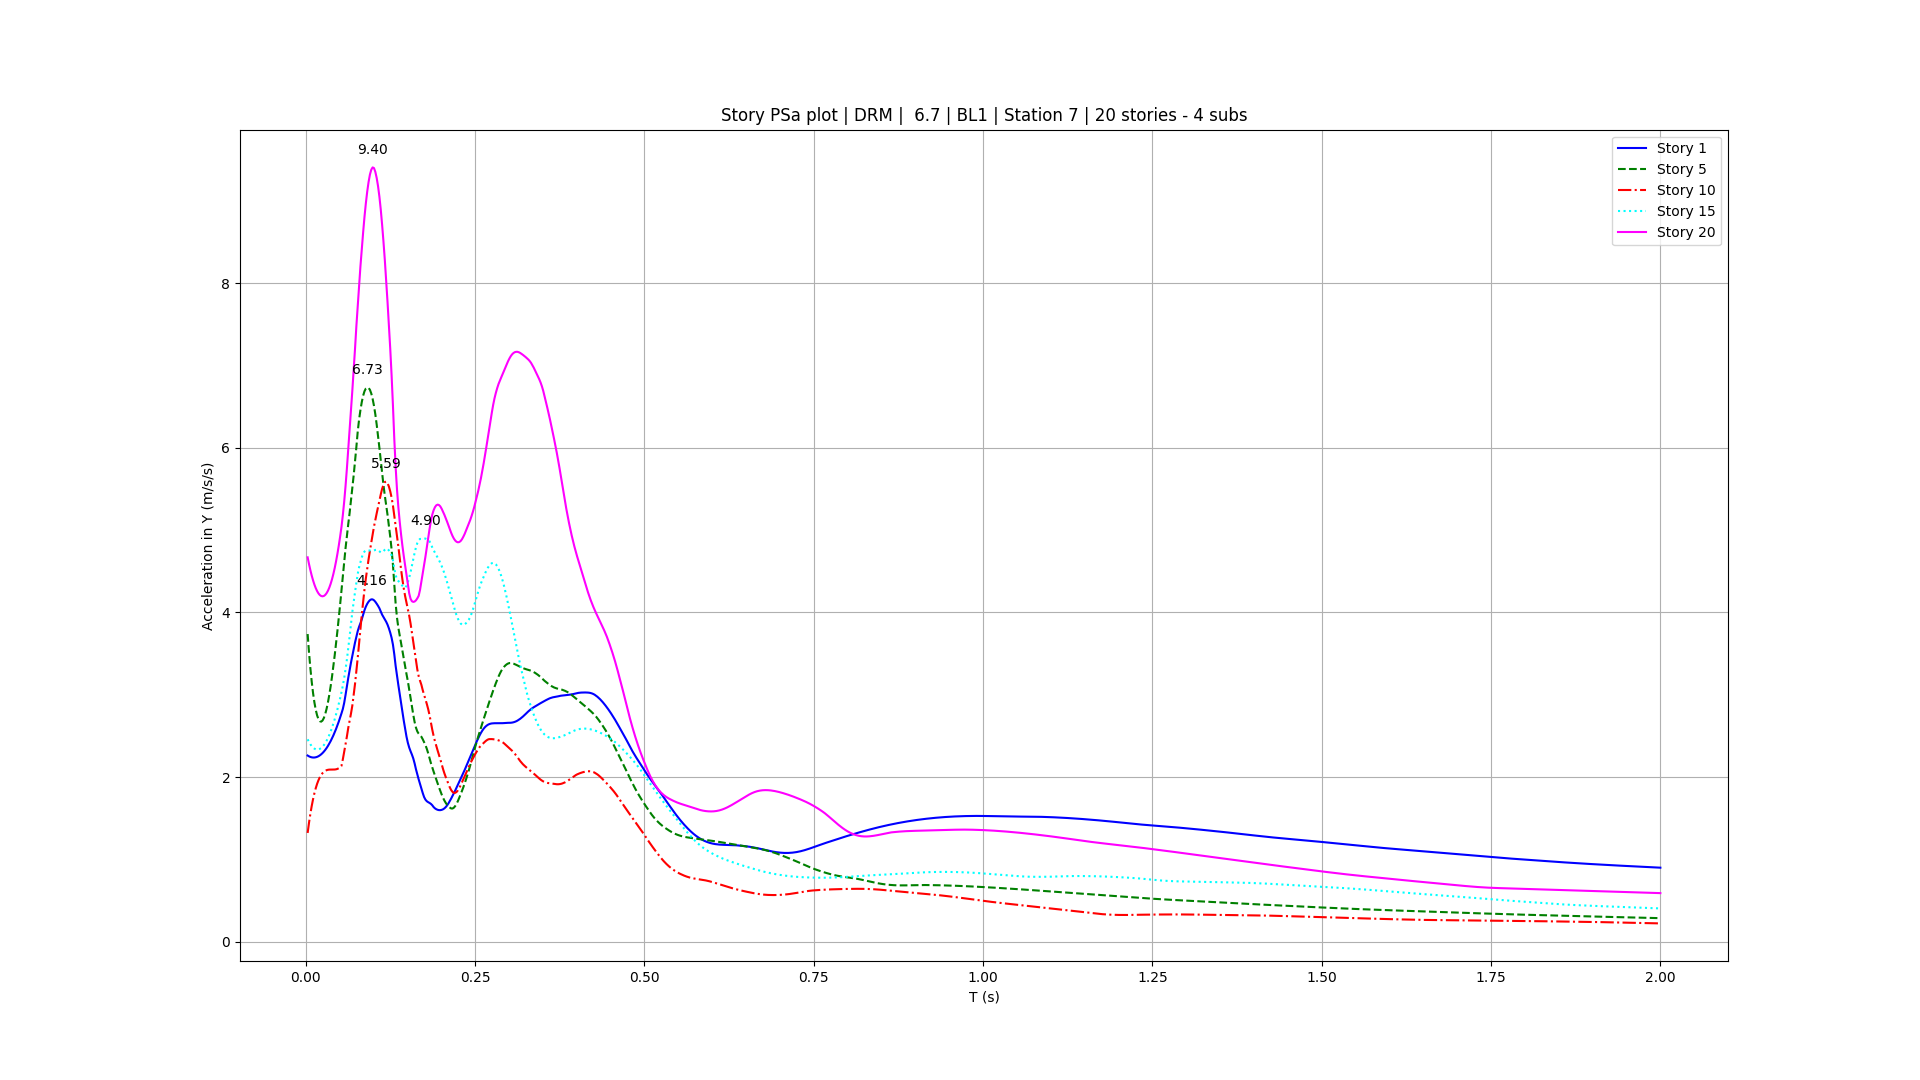 Story PSa plot | DRM |  6.7 | BL1 | Station 7 | 20 stories - 4 subs
Story 1
Story 5
Story 10
Story 15
Story 20
9.40
6.73
5.59
4.90
4.16
Acceleration in Y (m/s/s)
8
6
4
2
0
0.00 0.25 0.50 0.75 1.00 1.25 1.50 1.75 2.00
T (s)